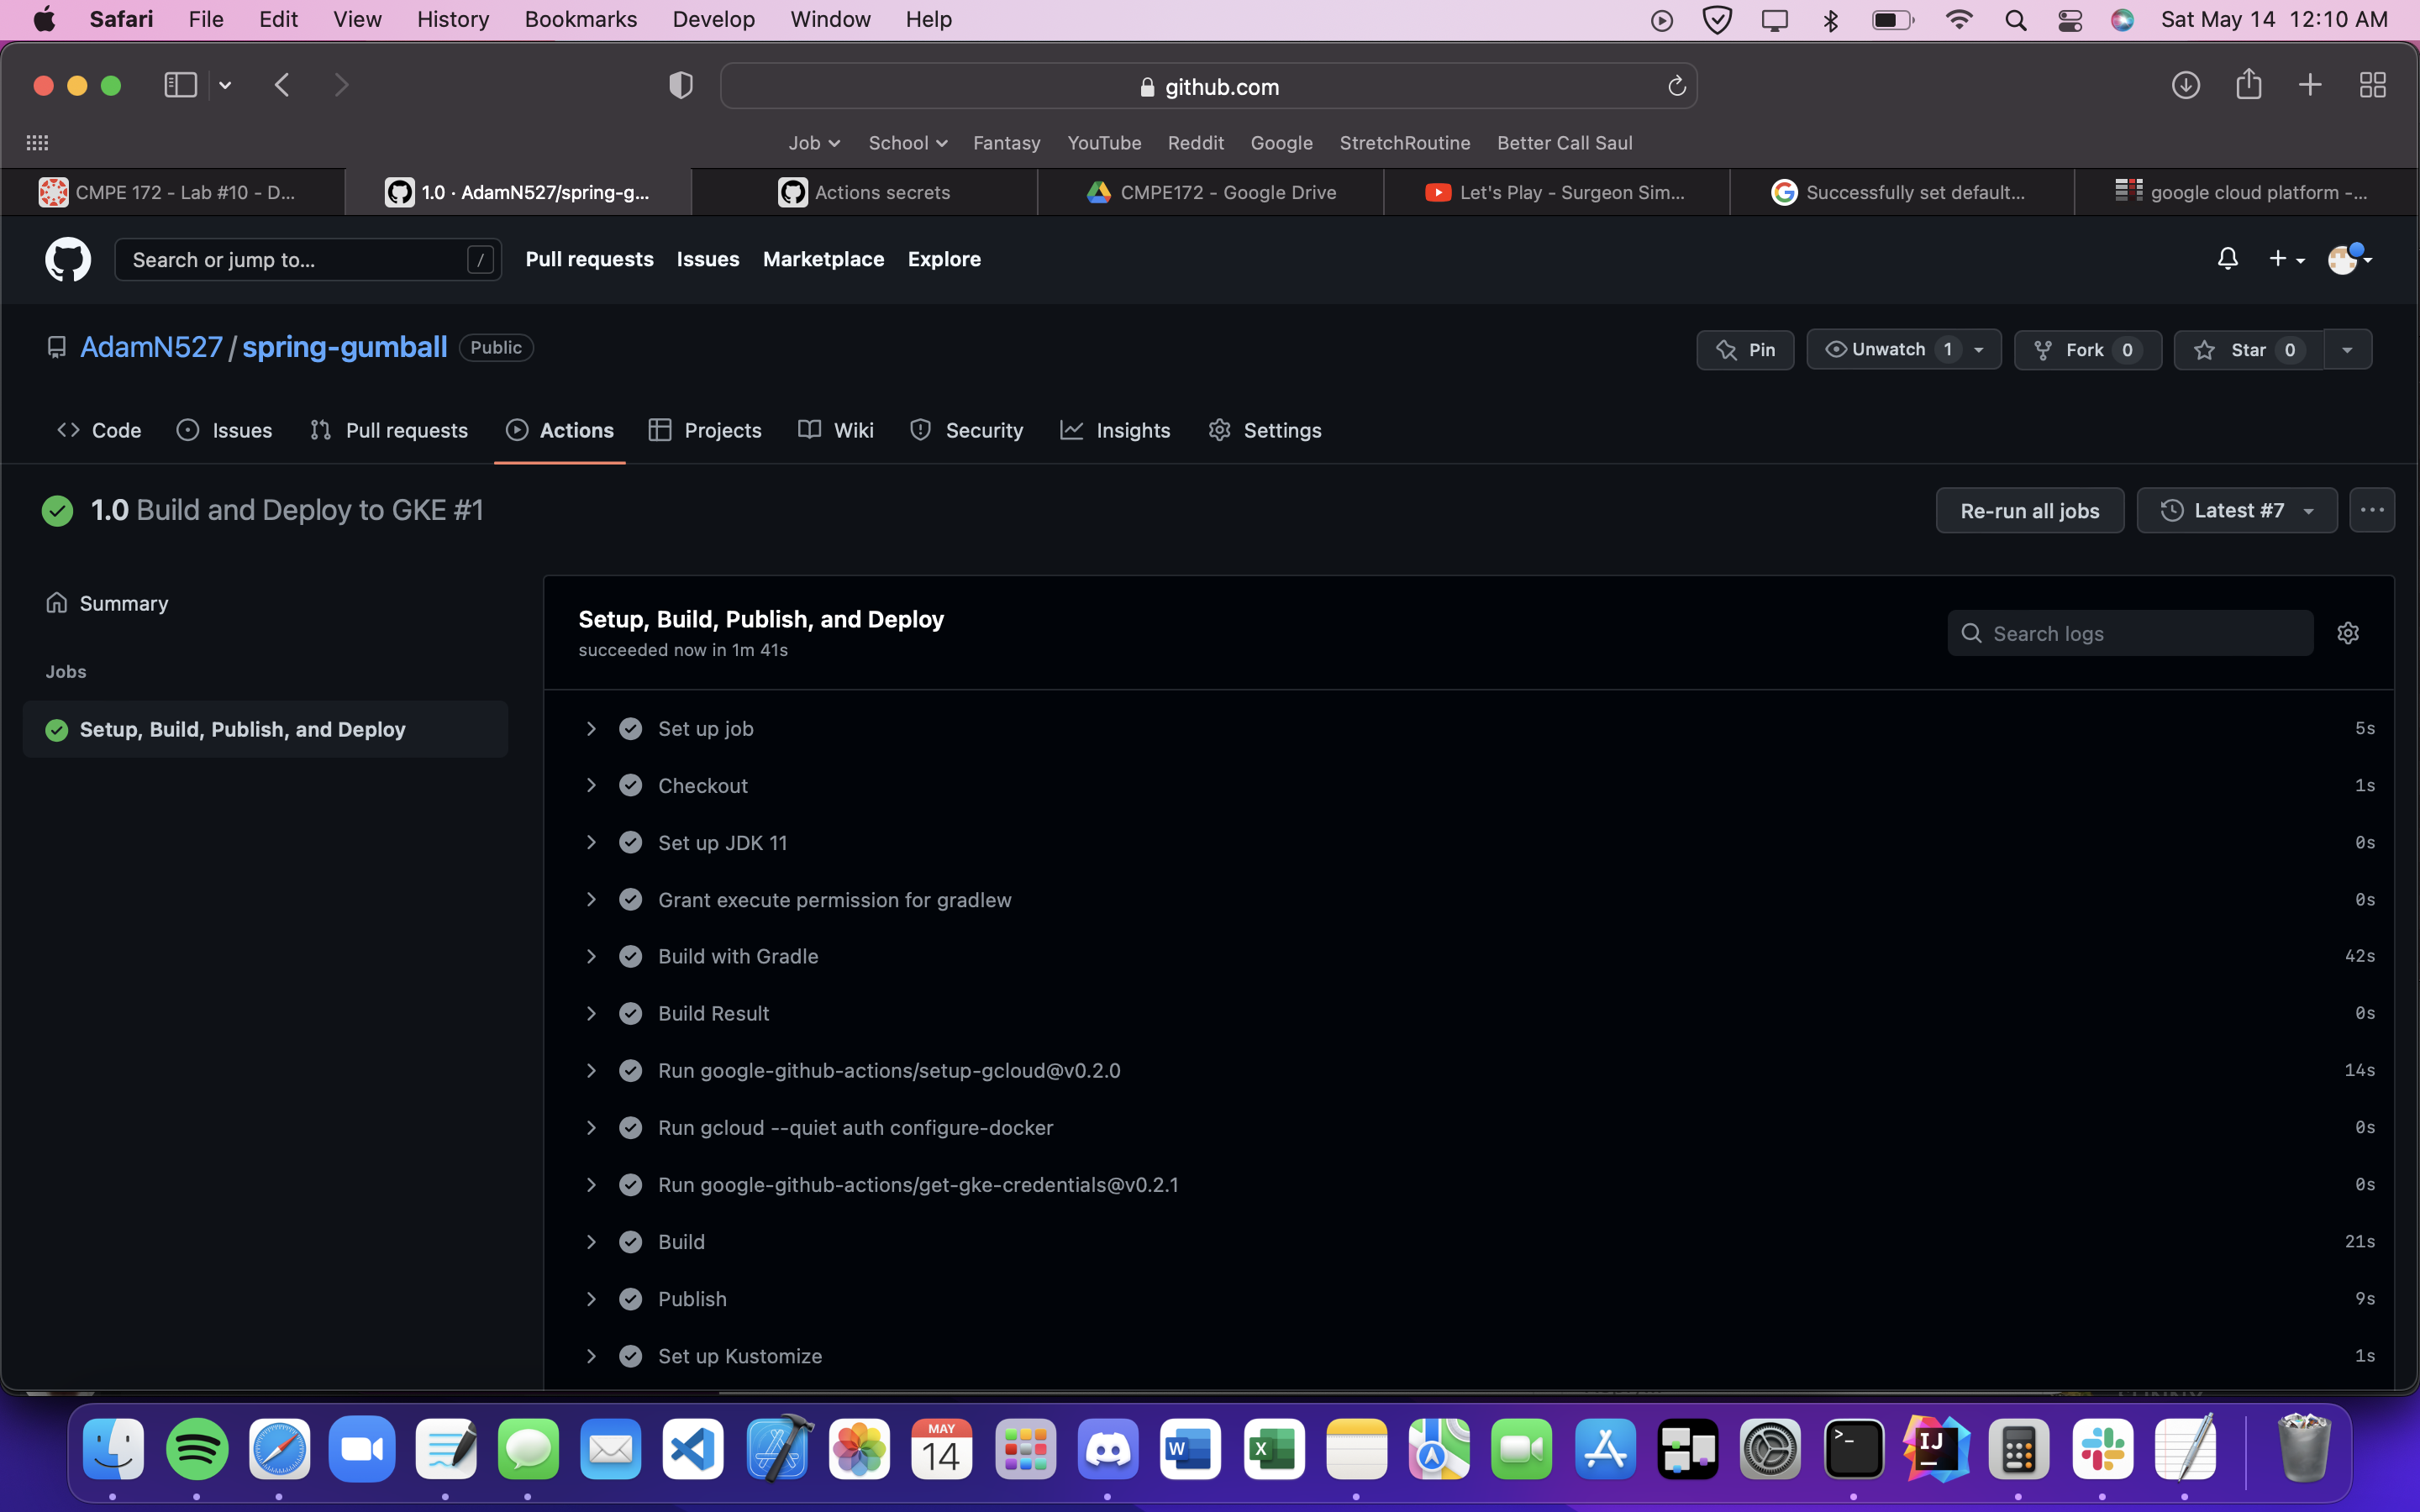 Safari File Edit View History Bookmarks Develop Window Help Sat May 14 12:10 AM
github.com
Job School Fantasy YouTube Reddit Google StretchRoutine Better Call Saul
CMPE 172 - Lab #10 - D... 1.0 · AdamN527/spring-g... Actions secrets CMPE172 - Google Drive Let's Play - Surgeon Sim... Successfully set default... google cloud platform -...
Search or jump to... / Pull requests Issues Marketplace Explore
AdamN527 / spring-gumball Public Pin Unwatch 1 Fork 0 Star 0
Code Issues Pull requests Actions Projects Wiki Security Insights Settings
1.0 Build and Deploy to GKE #1 Re-run all jobs Latest #7 ...
Summary
Jobs
Setup, Build, Publish, and Deploy
Setup, Build, Publish, and Deploy
succeeded now in 1m 41s
Search logs
Set up job 5s
Checkout 1s
Set up JDK 11 0s
Grant execute permission for gradlew 0s
Build with Gradle 42s
Build Result 0s
Run google-github-actions/setup-gcloud@v0.2.0 14s
Run gcloud --quiet auth configure-docker 0s
Run google-github-actions/get-gke-credentials@v0.2.1 0s
Build 21s
Publish 9s
Set up Kustomize 1s
MAY
14
W
X
>_
IJ